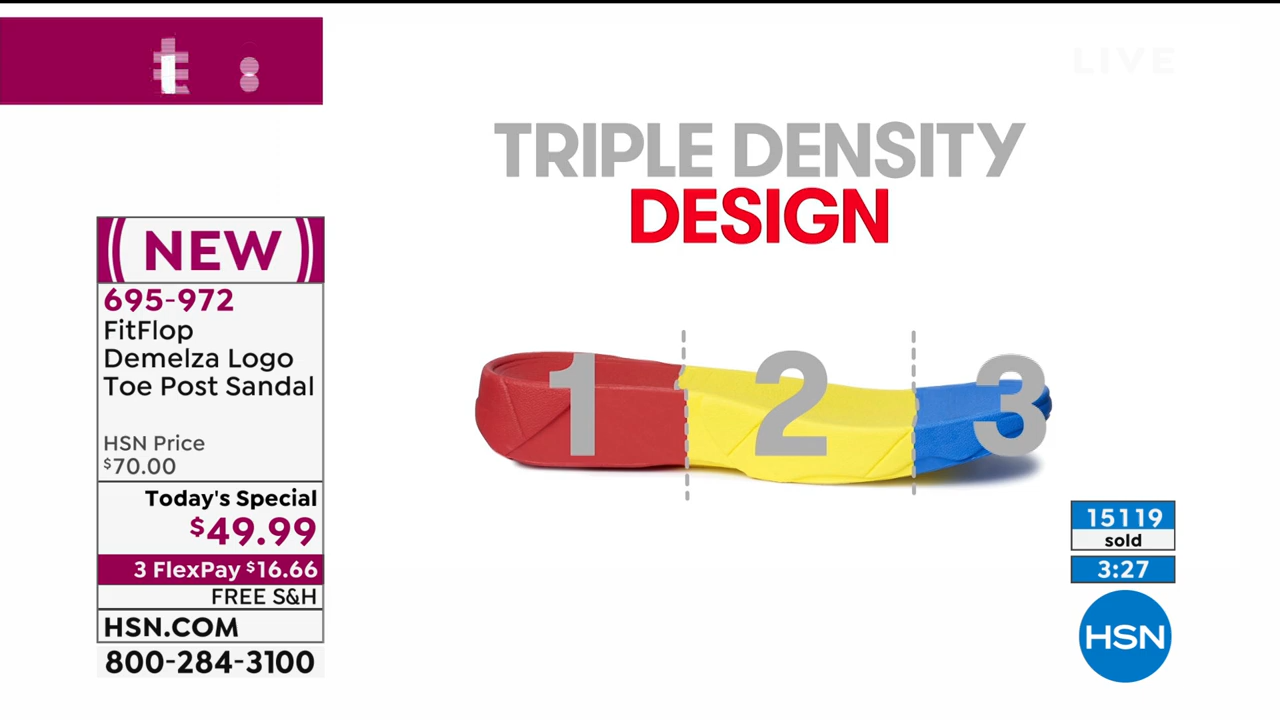 LIVE
TRIPLE DENSITY
DESIGN
NEW
695-972
FitFlop
Demelza Logo
Toe Post Sandal
HSN Price
$70.00
Today's Special
$49.99
3 FlexPay $16.66
FREE S&H
HSN.COM
800-284-3100
1 2 3
15119
sold
3:27
HSN